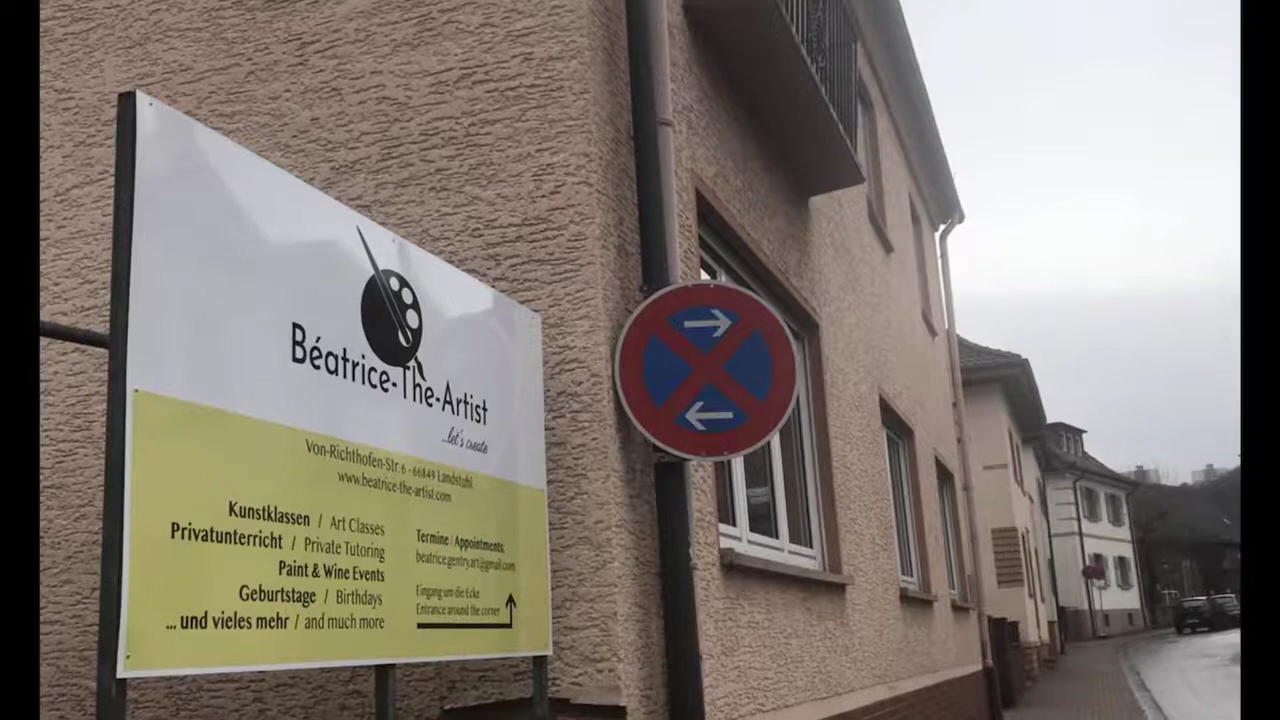 Béatrice-The-Artist
...let's create
Von-Richthofen-Str. 6 - 66849 Landstuhl
www.beatrice-the-artist.com
Kunstklassen / Art Classes
Privatunterricht / Private Tutoring
Paint & Wine Events
Geburtstage / Birthdays
... und vieles mehr / and much more
Termine / Appointments:
beatrice.gentry.art@gmail.com
Eingang um die Ecke
Entrance around the corner